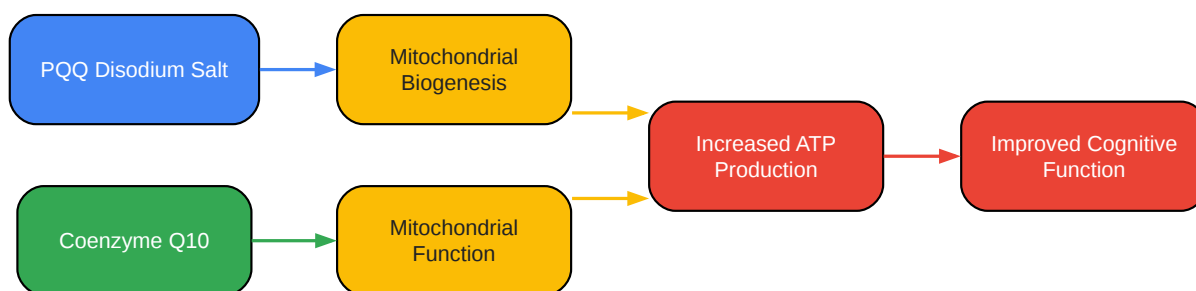 PQQ Disodium Salt
Mitochondrial
Biogenesis
Increased ATP
Production
Improved Cognitive
Function
Coenzyme Q10
Mitochondrial
Function